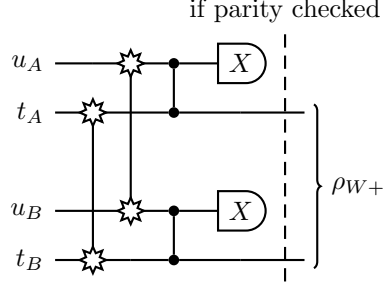 if parity checked
u_A
X
t_A
ρ_{W+}
u_B
X
t_B